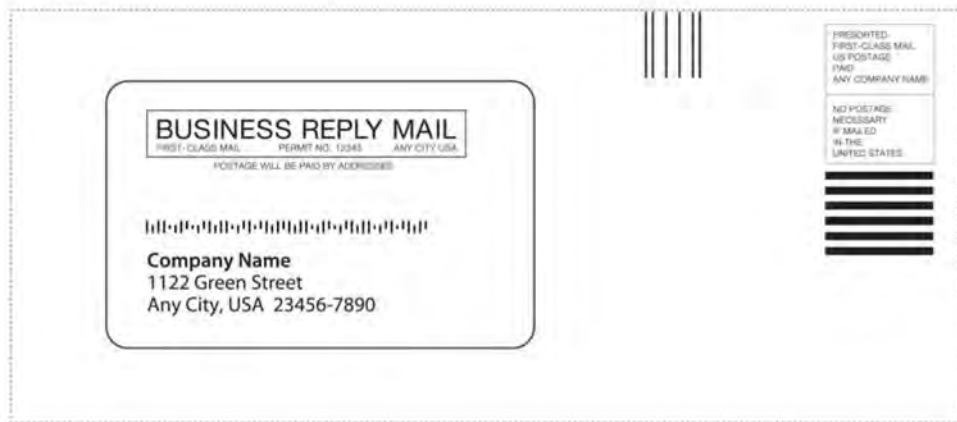 PRESORTED
FIRST-CLASS MAIL
US POSTAGE
PAID
ANY COMPANY NAME
NO POSTAGE
NECESSARY
IF MAILED
IN THE
UNITED STATES
BUSINESS REPLY MAIL
FIRST-CLASS MAIL PERMIT NO. 12345 ANY CITY USA
POSTAGE WILL BE PAID BY ADDRESSEE
Company Name
1122 Green Street
Any City, USA 23456-7890